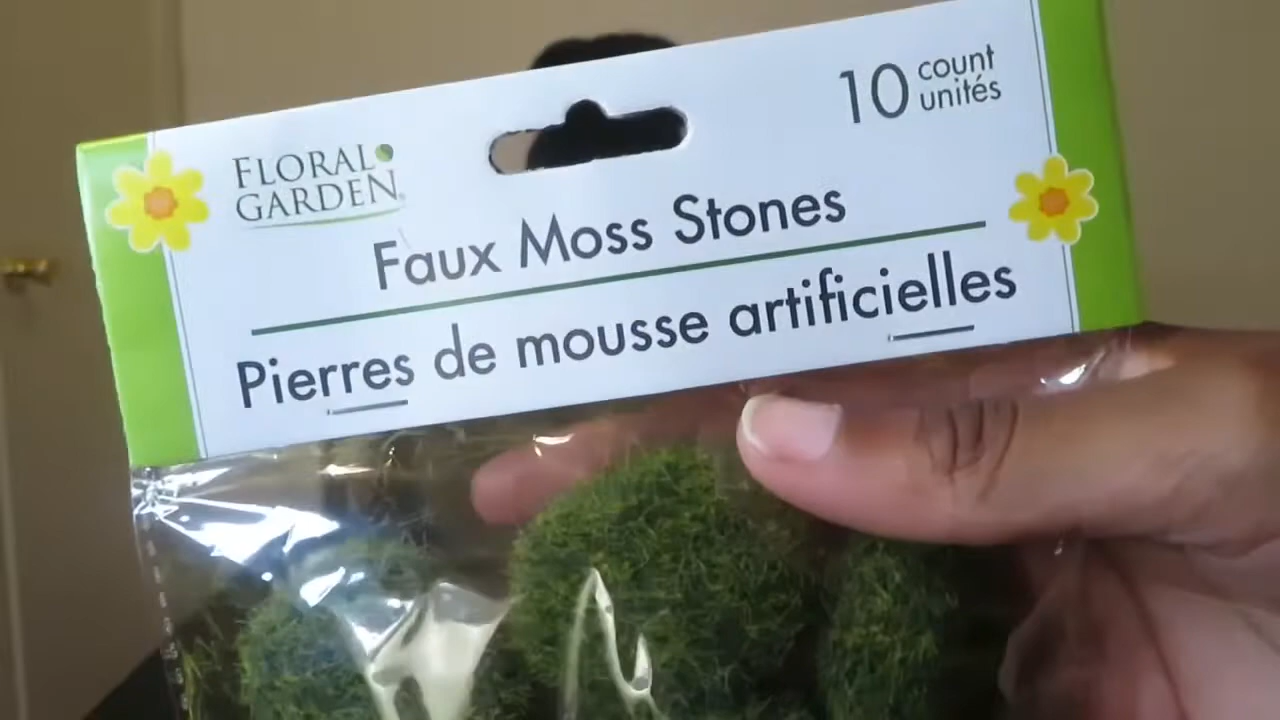 FLORAL
GARDEN
10 count
unités
Faux Moss Stones
Pierres de mousse artificielles